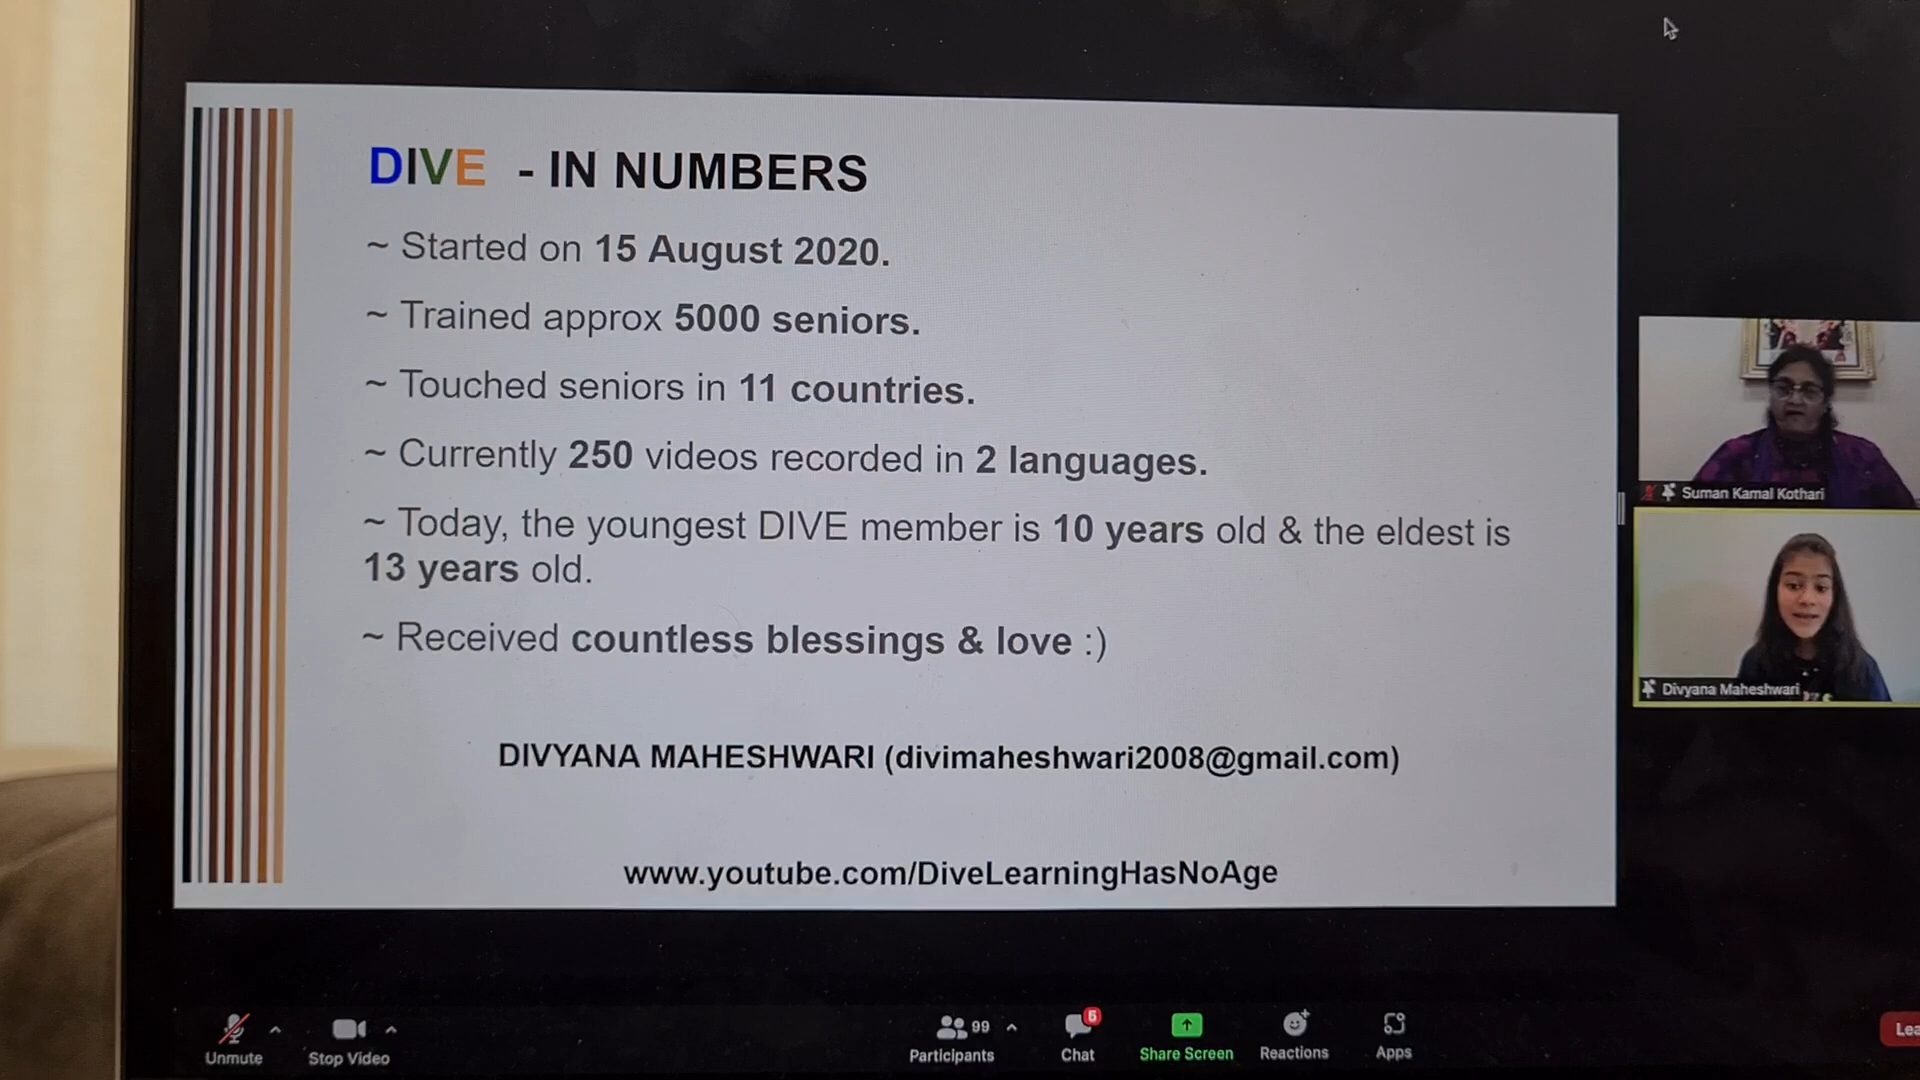 DIVE - IN NUMBERS
~ Started on 15 August 2020.
~ Trained approx 5000 seniors.
~ Touched seniors in 11 countries.
~ Currently 250 videos recorded in 2 languages.
~ Today, the youngest DIVE member is 10 years old & the eldest is
13 years old.
~ Received countless blessings & love :)
DIVYANA MAHESHWARI (divimaheshwari2008@gmail.com)
www.youtube.com/DiveLearningHasNoAge
Suman Kamal Kothari
Divyana Maheshwari
Unmute
Stop Video
99
Participants
5
Chat
Share Screen
Reactions
Apps
Lea